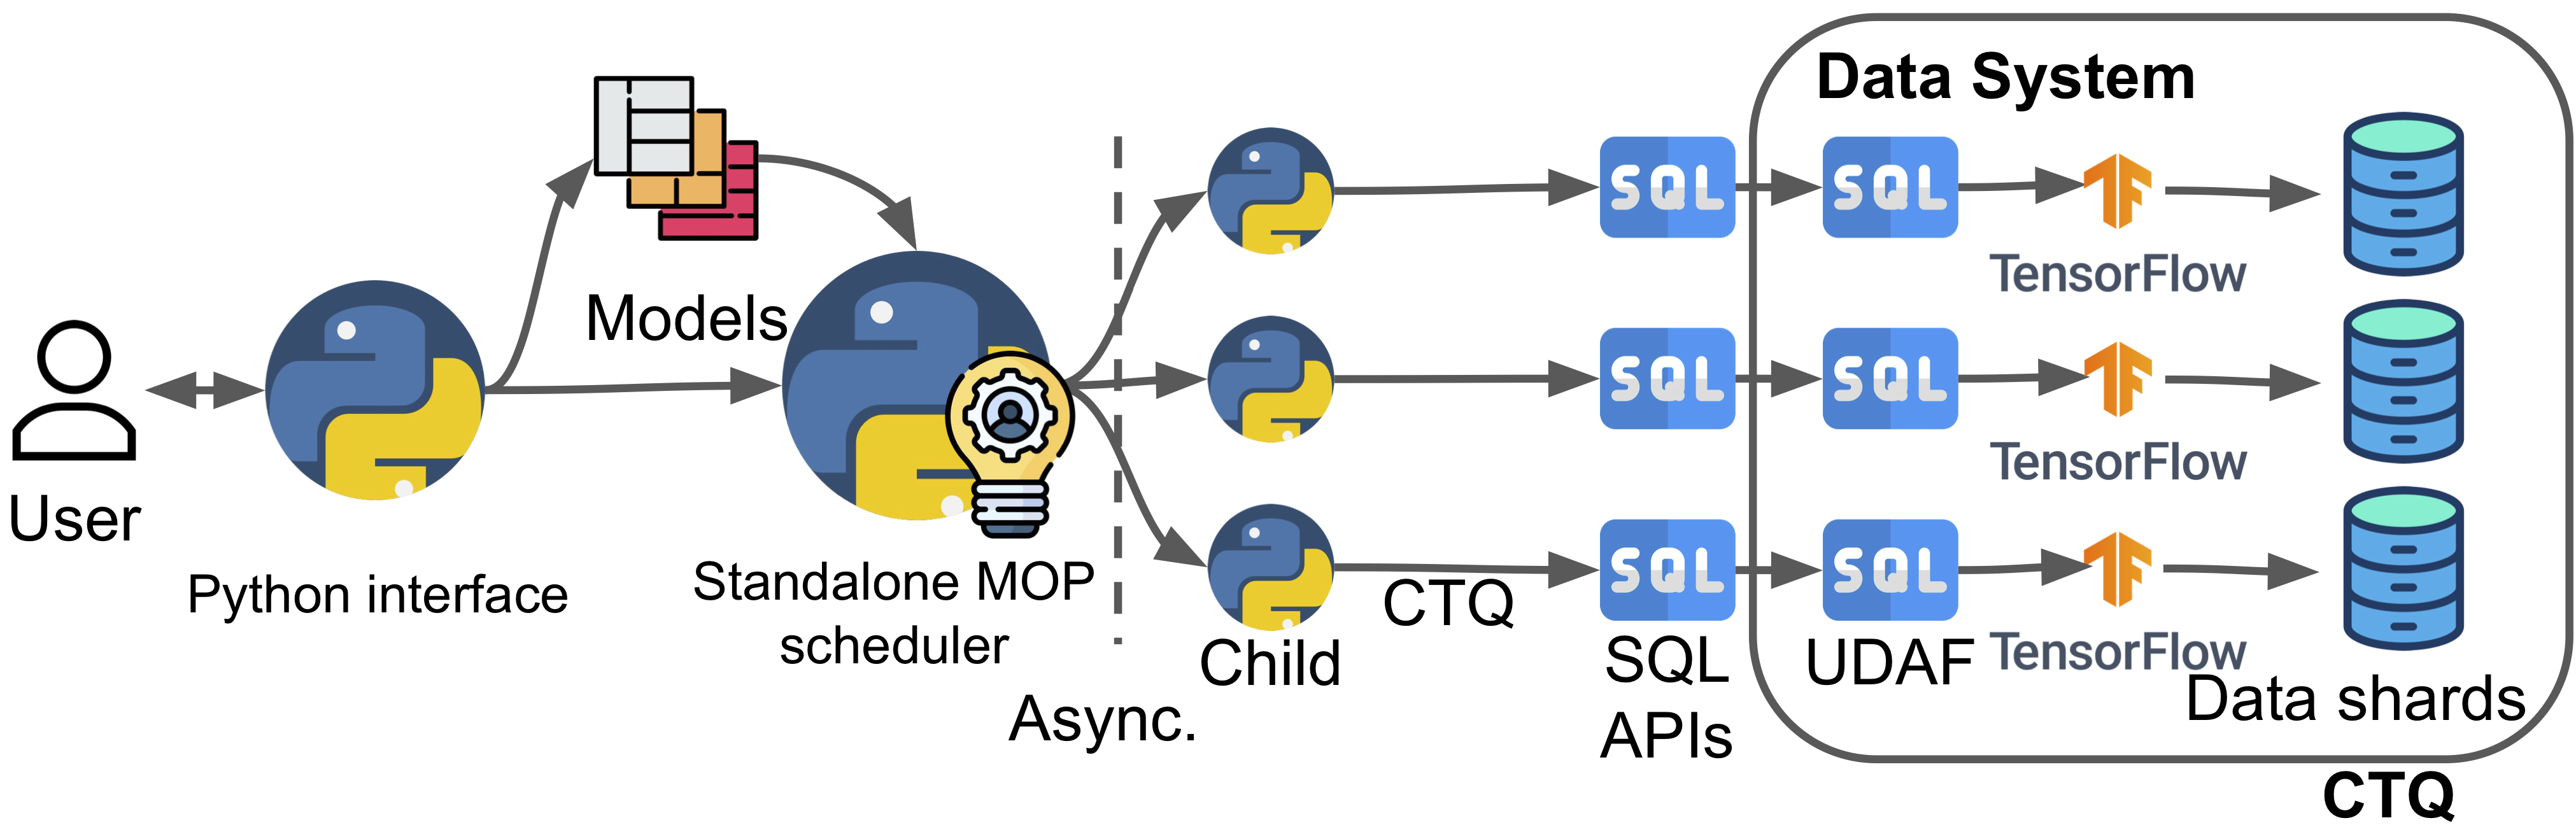 Data System
SQL
SQL
TensorFlow
Models
SQL
SQL
TensorFlow
User
Python interface
Standalone MOP
scheduler
Async.
Child
CTQ
SQL
SQL
APIs
SQL
UDAF
TensorFlow
Data shards
CTQ